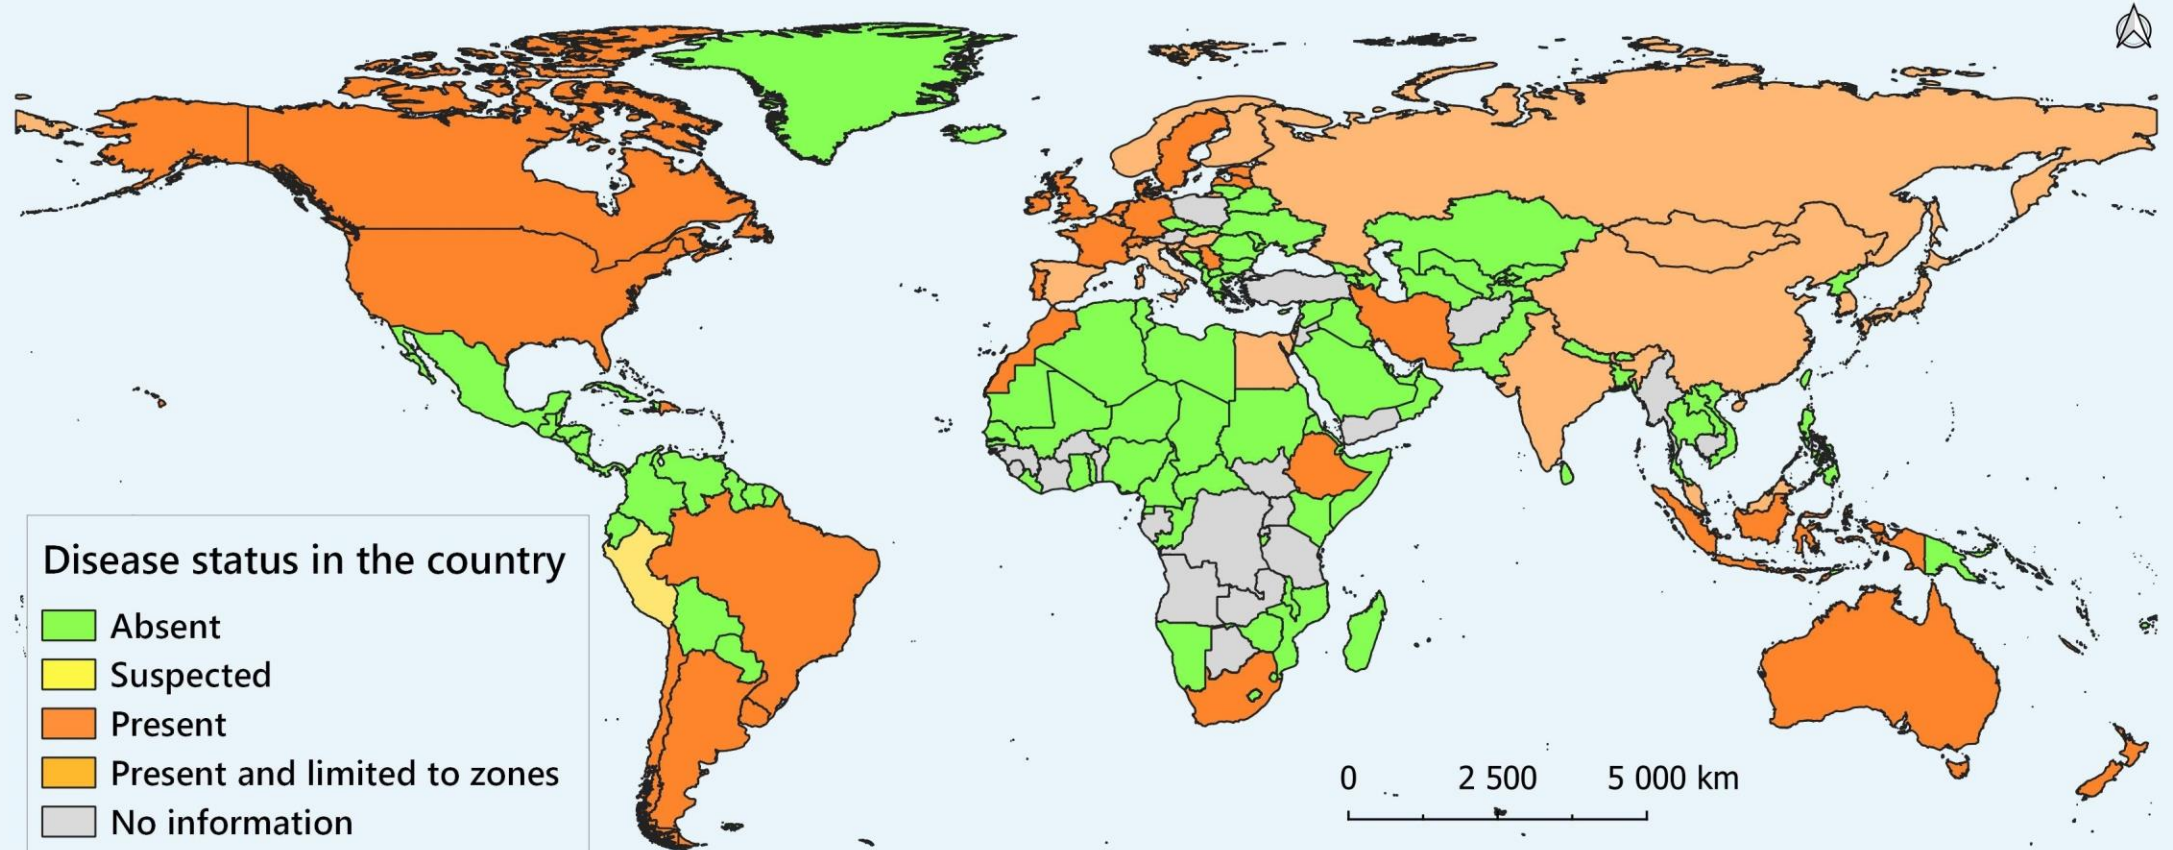 Disease status in the country
Absent
Suspected
Present
Present and limited to zones
No information
0 2 500 5 000 km